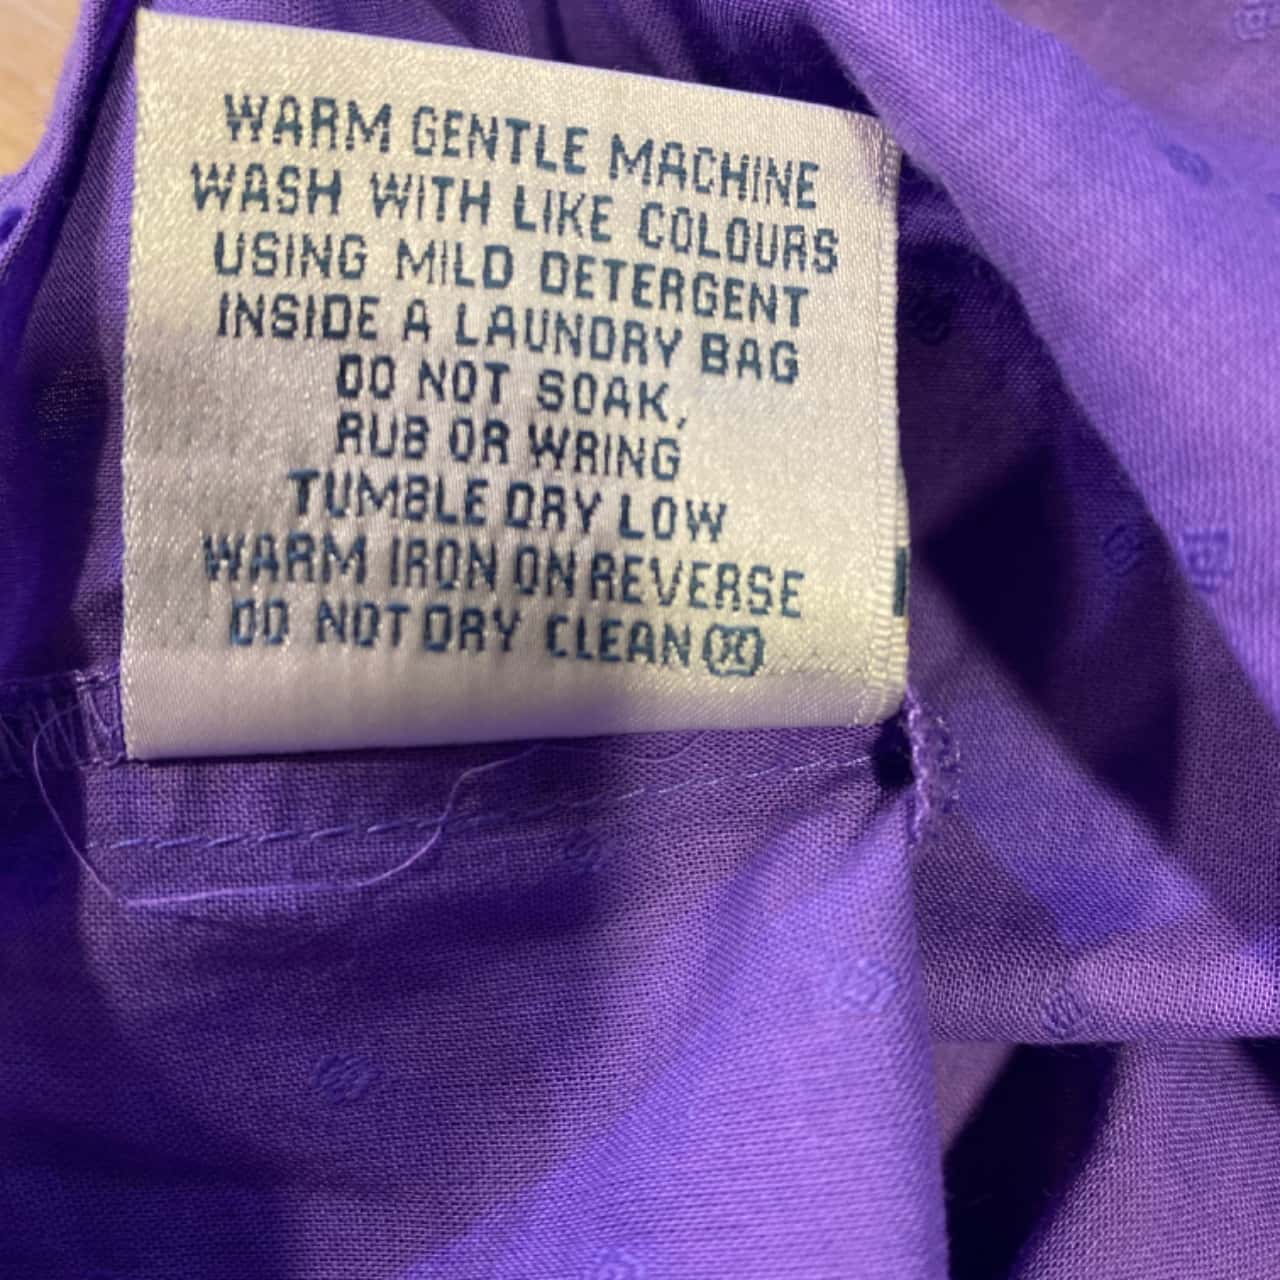 WARM GENTLE MACHINE
WASH WITH LIKE COLOURS
USING MILD DETERGENT
INSIDE A LAUNDRY BAG
DO NOT SOAK,
RUB OR WRING
TUMBLE DRY LOW
WARM IRON ON REVERSE
DO NOT DRY CLEAN